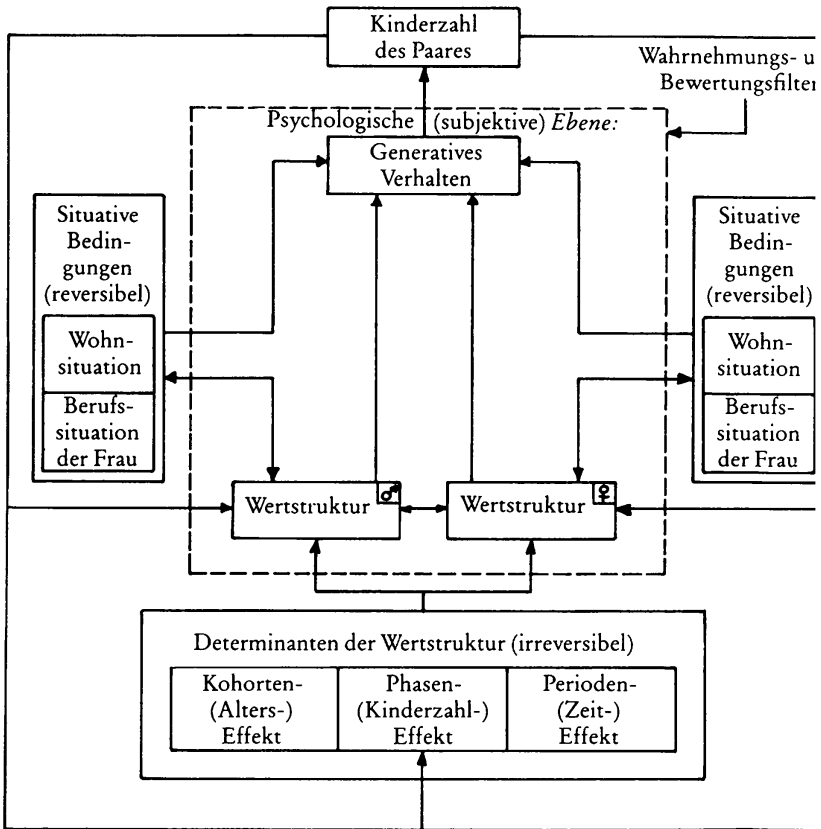 Kinderzahl
des Paares
Wahrnehmungs- u
Bewertungsfilter
Psychologische (subjektive) Ebene:
Generatives
Verhalten
Situative
Bedin-
gungen
(reversibel)
Wohn-
situation
Berufs-
situation
der Frau
Situative
Bedin-
gungen
(reversibel)
Wohn-
situation
Berufs-
situation
der Frau
Wertstruktur ♂
Wertstruktur ♀
Determinanten der Wertstruktur (irreversibel)
Kohorten-
(Alters-)
Effekt
Phasen-
(Kinderzahl-)
Effekt
Perioden-
(Zeit-)
Effekt